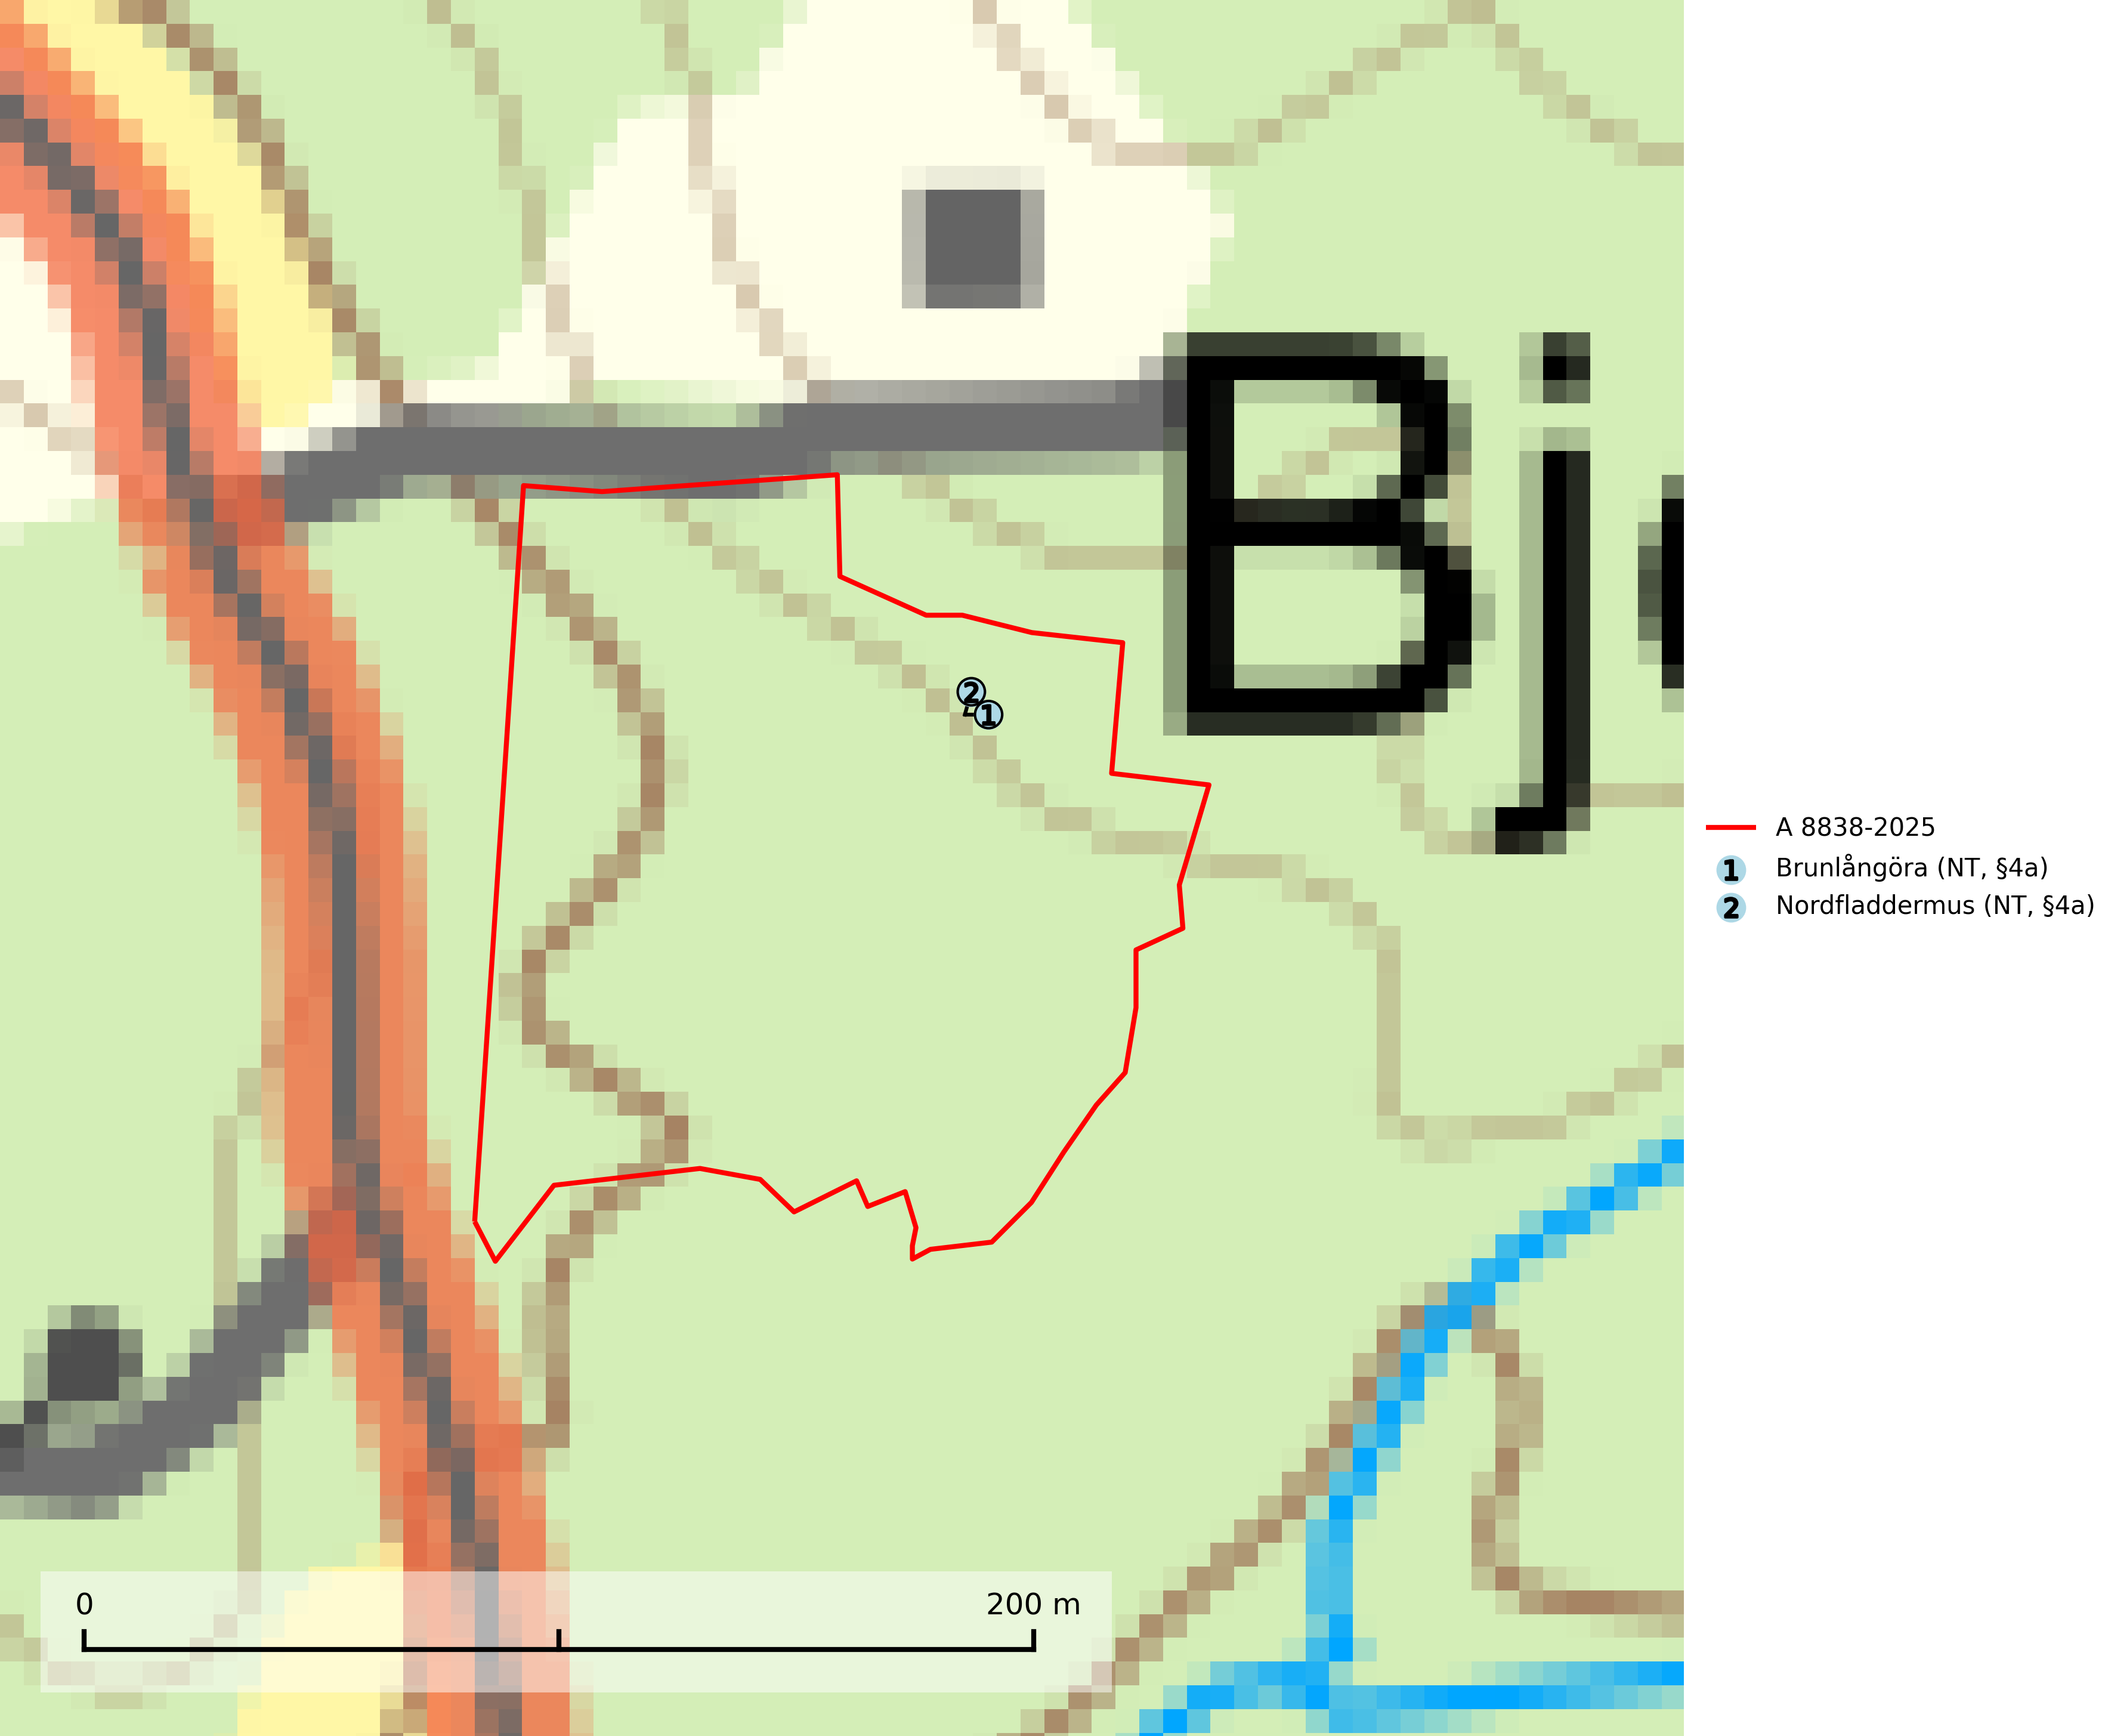 Bj
2
1
A 8838-2025
1 Brunlångöra (NT, §4a)
2 Nordfladdermus (NT, §4a)
0 200 m